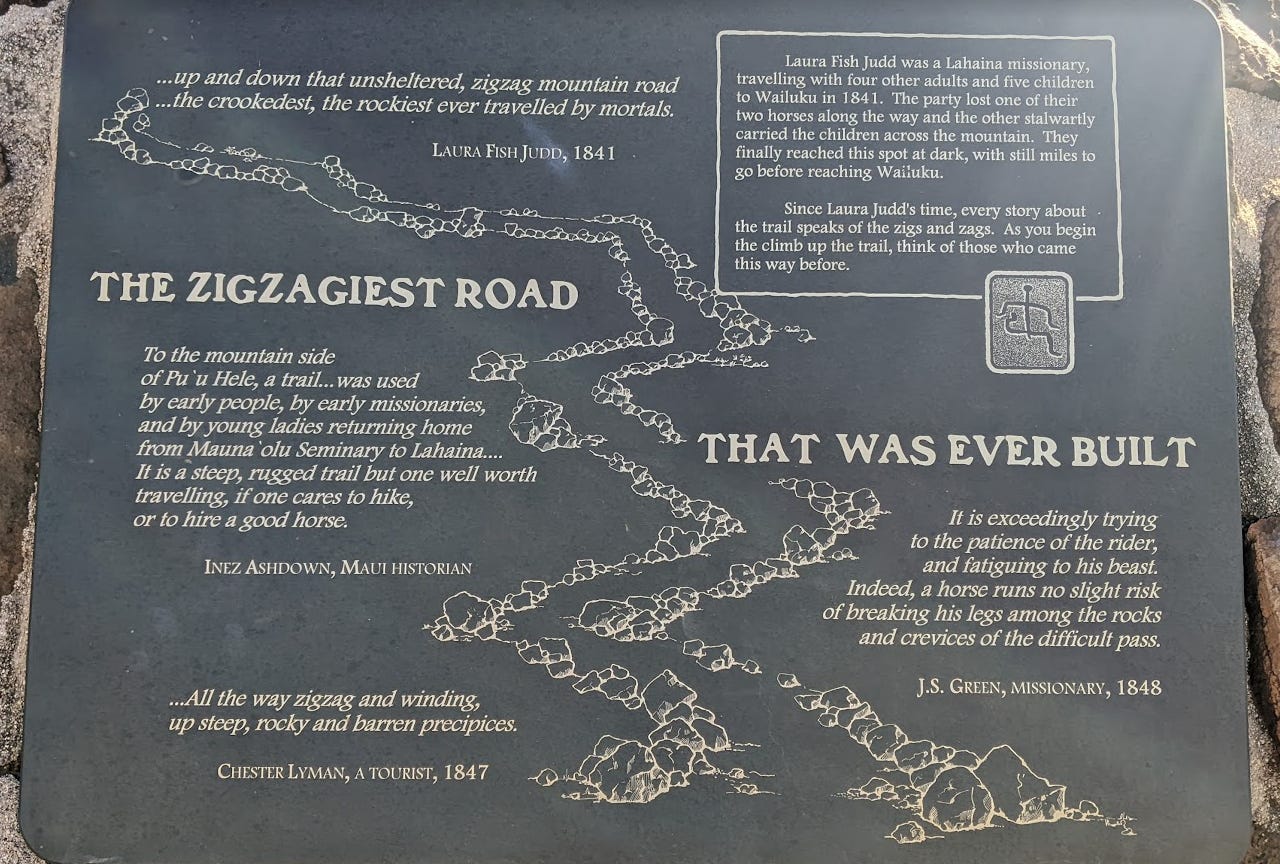 ...up and down that unsheltered, zigzag mountain road
...the crookedest, the rockiest ever travelled by mortals.
LAURA FISH JUDD, 1841
Laura Fish Judd was a Lahaina missionary,
travelling with four other adults and five children
to Wailuku in 1841. The party lost one of their
two horses along the way and the other stalwartly
carried the children across the mountain. They
finally reached this spot at dark, with still miles to
go before reaching Wailuku.
Since Laura Judd's time, every story about
the trail speaks of the zigs and zags. As you begin
the climb up the trail, think of those who came
this way before.
THE ZIGZAGIEST ROAD
THAT WAS EVER BUILT
To the mountain side
of Pu`u Hele, a trail...was used
by early people, by early missionaries,
and by young ladies returning home
from Mauna`olu Seminary to Lahaina....
It is a steep, rugged trail but one well worth
travelling, if one cares to hike,
or to hire a good horse.
INEZ ASHDOWN, MAUI HISTORIAN
It is exceedingly trying
to the patience of the rider,
and fatiguing to his beast.
Indeed, a horse runs no slight risk
of breaking his legs among the rocks
and crevices of the difficult pass.
J.S. GREEN, MISSIONARY, 1848
...All the way zigzag and winding,
up steep, rocky and barren precipices.
CHESTER LYMAN, A TOURIST, 1847